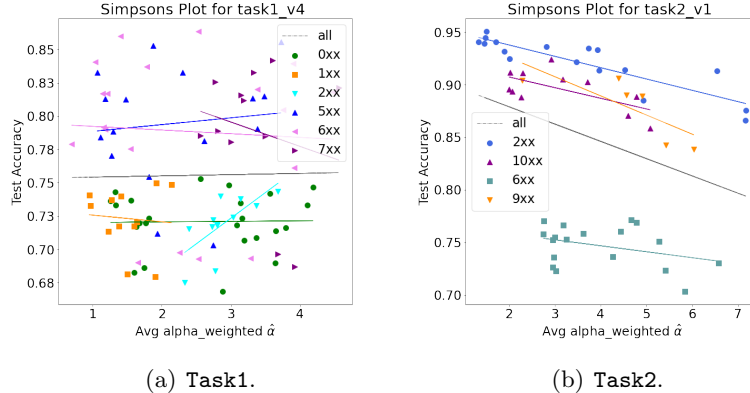 Simpsons Plot for task1_v4
Test Accuracy
0.85
0.82
0.80
0.78
0.75
0.73
0.70
0.68
1
2
3
4
Avg alpha_weighted α̂
all
0xx
1xx
2xx
5xx
6xx
7xx
(a) Task1.
Simpsons Plot for task2_v1
Test Accuracy
0.95
0.90
0.85
0.80
0.75
0.70
2
3
4
5
6
7
Avg alpha_weighted α̂
all
2xx
10xx
6xx
9xx
(b) Task2.